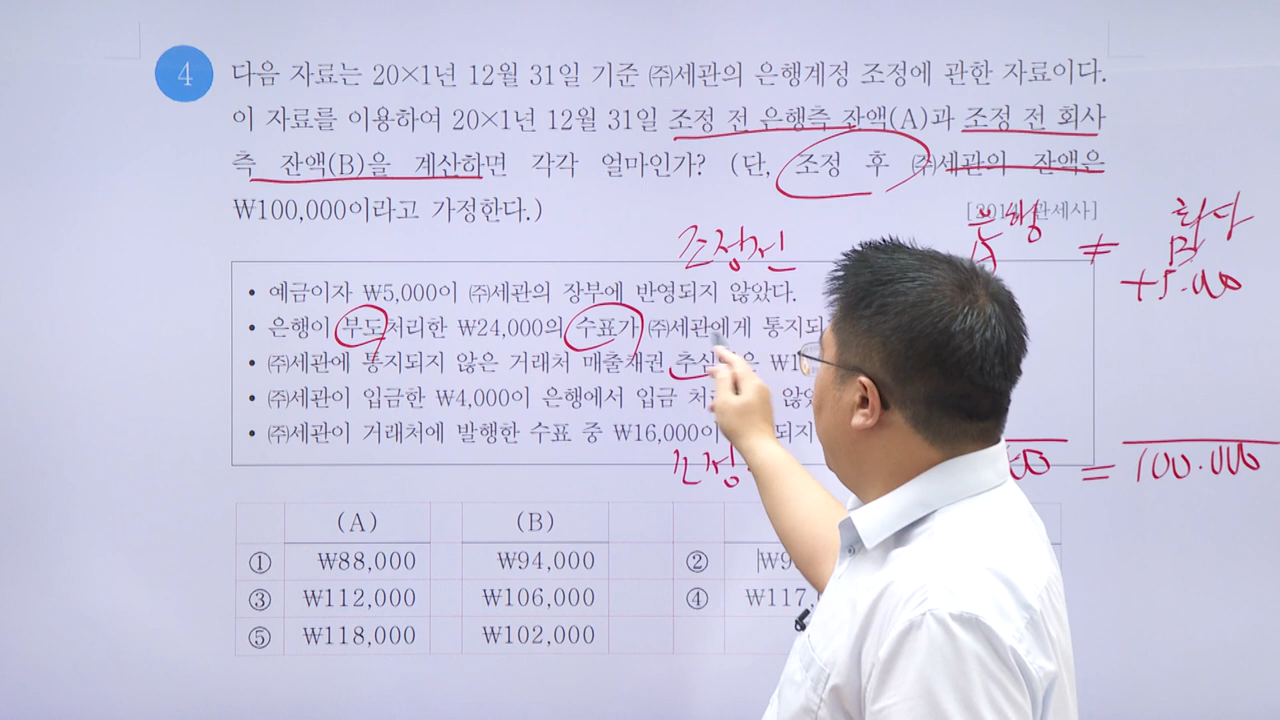 4
다음 자료는 20×1년 12월 31일 기준 ㈜세관의 은행계정 조정에 관한 자료이다.
이 자료를 이용하여 20×1년 12월 31일 조정 전 은행측 잔액(A)과 조정 전 회사
측 잔액(B)을 계산하면 각각 얼마인가? (단, 조정 후 ㈜세관의 잔액은
₩100,000이라고 가정한다.)
관세사]
은행 회사
조정전 ≠ B
+5.000
• 예금이자 ₩5,000이 ㈜세관의 장부에 반영되지 않았다.
• 은행이 부도처리한 ₩24,000의 수표가 ㈜세관에게
• ㈜세관에 통지되지 않은 거래처 매출채권
• ㈜세관이 입금한 ₩4,000이 은행에서 입금
• ㈜세관이 거래처에 발행한 수표 중 ₩16,000이
조정 = 100.000
(A) (B)
① ₩88,000 ₩94,000 ②
③ ₩112,000 ₩106,000 ④
⑤ ₩118,000 ₩102,000